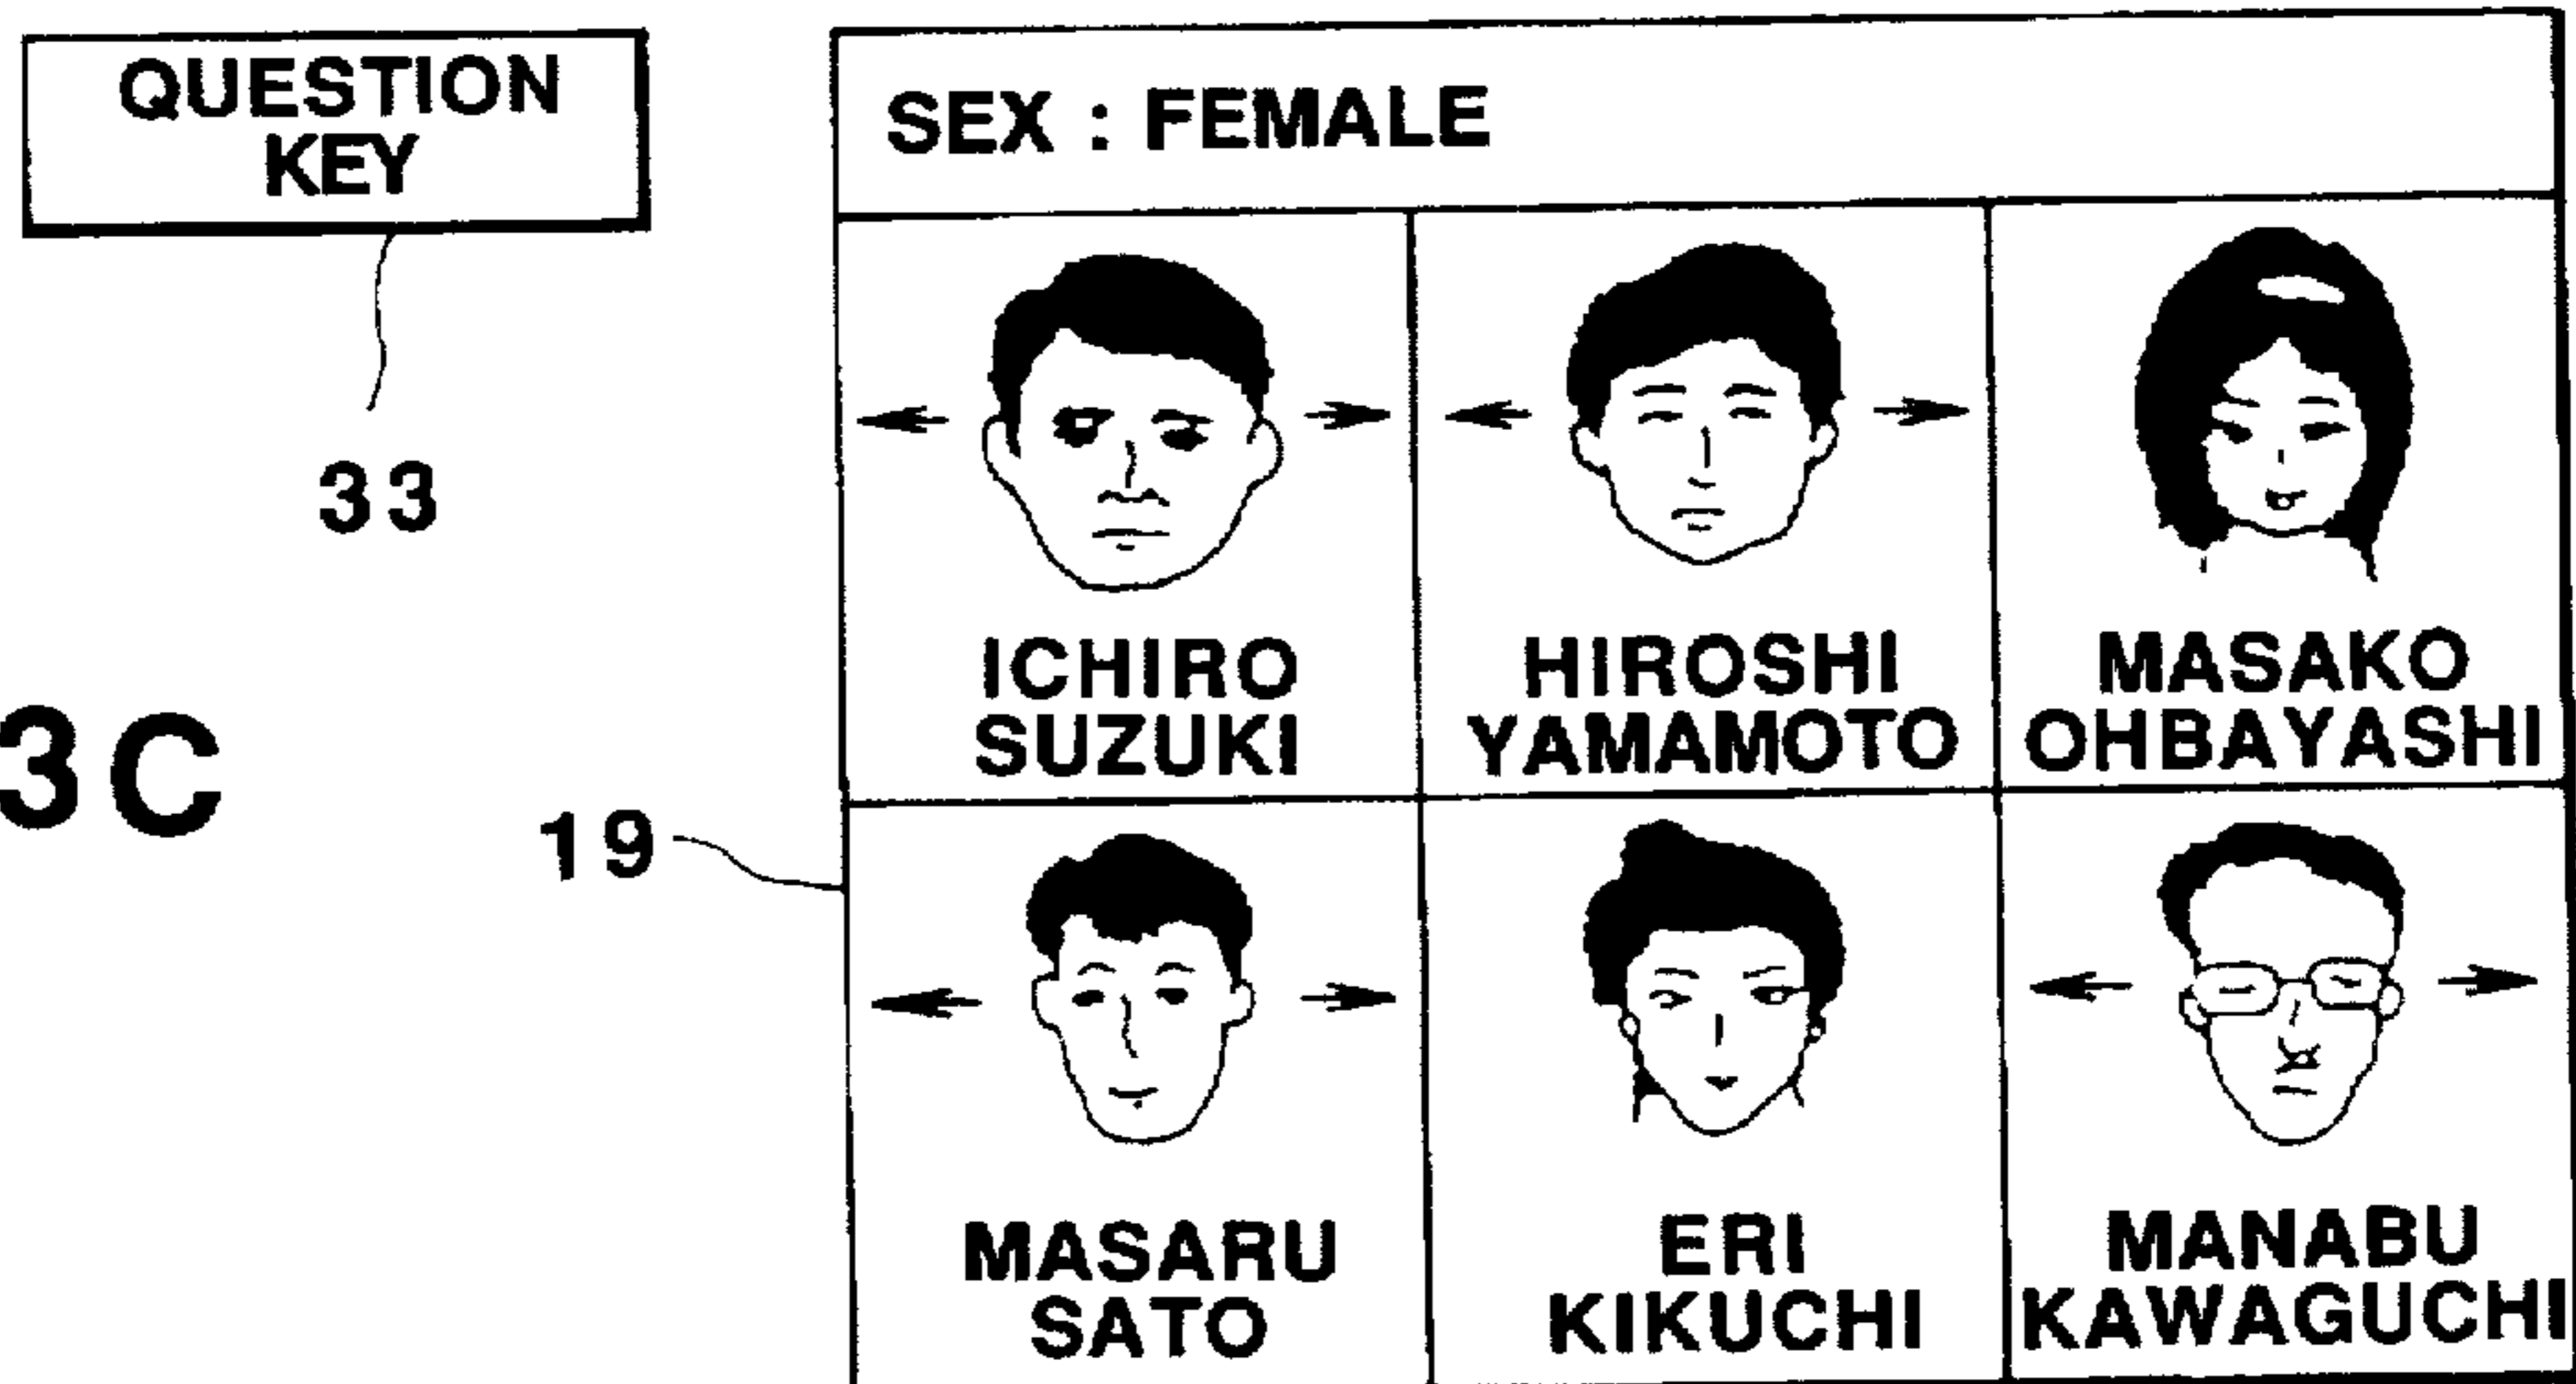 QUESTION
KEY
33
3C
19
SEX : FEMALE
ICHIRO
SUZUKI
HIROSHI
YAMAMOTO
MASAKO
OHBAYASHI
MASARU
SATO
ERI
KIKUCHI
MANABU
KAWAGUCHI